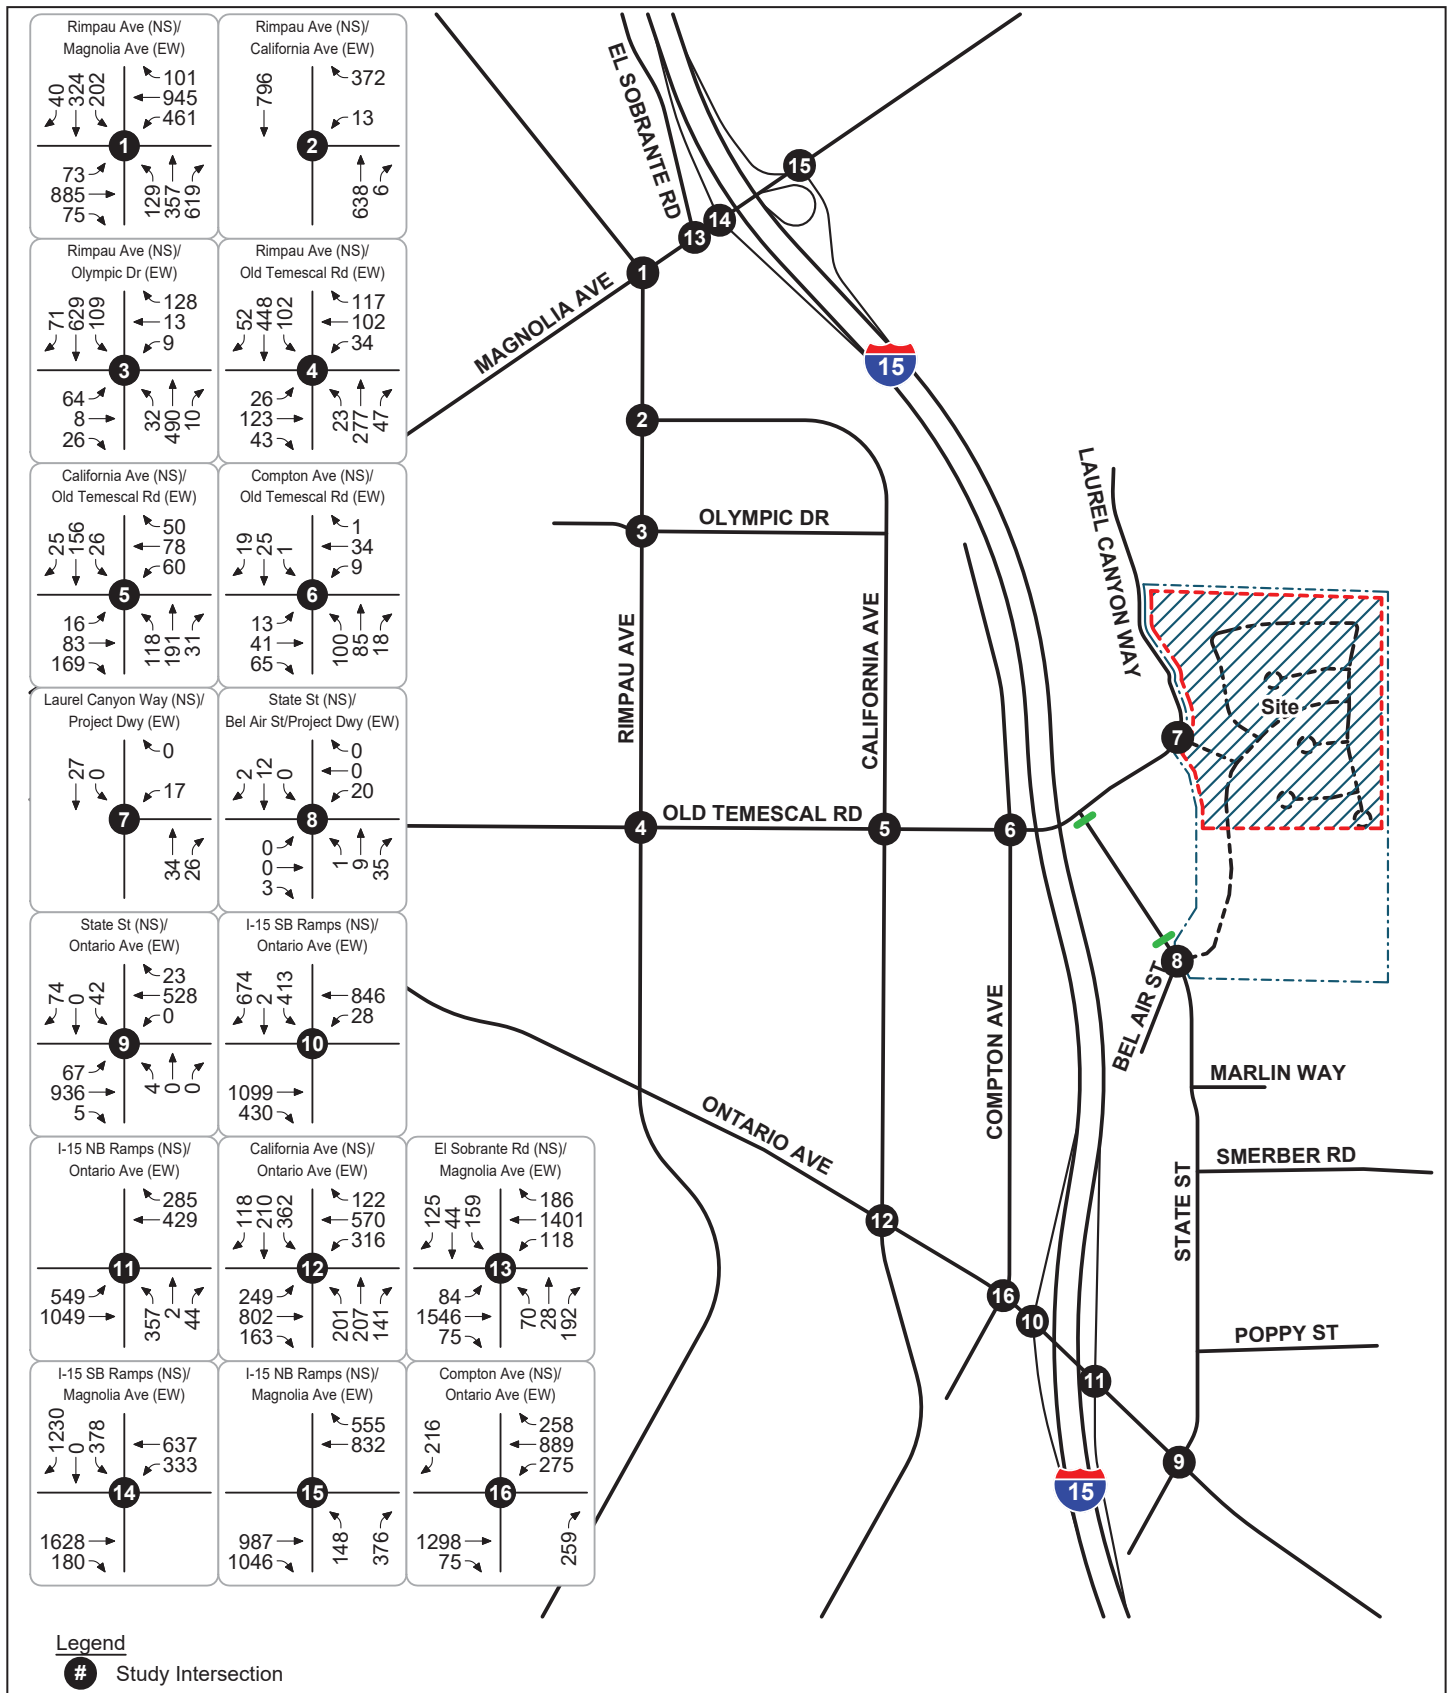 Rimpau Ave (NS)/
Magnolia Ave (EW)
40 324 202
101
945
461
1
73
885
75
129 357 619
Rimpau Ave (NS)/
California Ave (EW)
796
372
13
2
638 6
Rimpau Ave (NS)/
Olympic Dr (EW)
71 629 109
128
13
9
3
64
8
26
32 490 10
Rimpau Ave (NS)/
Old Temescal Rd (EW)
52 448 102
117
102
34
4
26
123
43
23 277 47
California Ave (NS)/
Old Temescal Rd (EW)
25 156 26
50
78
60
5
16
83
169
118 191 31
Compton Ave (NS)/
Old Temescal Rd (EW)
19 25 1
1
34
9
6
13
41
65
100 85 18
Laurel Canyon Way (NS)/
Project Dwy (EW)
27 0
0
17
7
34 26
State St (NS)/
Bel Air St/Project Dwy (EW)
2 12 0
0
0
20
8
0
0
3
1 9 35
State St (NS)/
Ontario Ave (EW)
74 0 42
23
528
0
9
67
936
5
4 0 0
I-15 SB Ramps (NS)/
Ontario Ave (EW)
674 2 413
846
28
10
1099
430
I-15 NB Ramps (NS)/
Ontario Ave (EW)
285
429
11
549
1049
357 2 44
California Ave (NS)/
Ontario Ave (EW)
118 210 362
122
570
316
12
249
802
163
201 207 141
El Sobrante Rd (NS)/
Magnolia Ave (EW)
125 44 159
186
1401
118
13
84
1546
75
70 28 192
I-15 SB Ramps (NS)/
Magnolia Ave (EW)
1230 0 378
637
333
14
1628
180
I-15 NB Ramps (NS)/
Magnolia Ave (EW)
555
832
15
987
1046
148 376
Compton Ave (NS)/
Ontario Ave (EW)
216
258
889
275
16
1298
75
259
EL SOBRANTE RD
15
14
13
1
MAGNOLIA AVE
15
2
3
OLYMPIC DR
LAUREL CANYON WAY
RIMPAU AVE
CALIFORNIA AVE
Site
7
4
OLD TEMESCAL RD
5
6
8
BEL AIR ST
COMPTON AVE
MARLIN WAY
ONTARIO AVE
SMERBER RD
STATE ST
12
16
10
POPPY ST
11
9
15
Legend
# Study Intersection